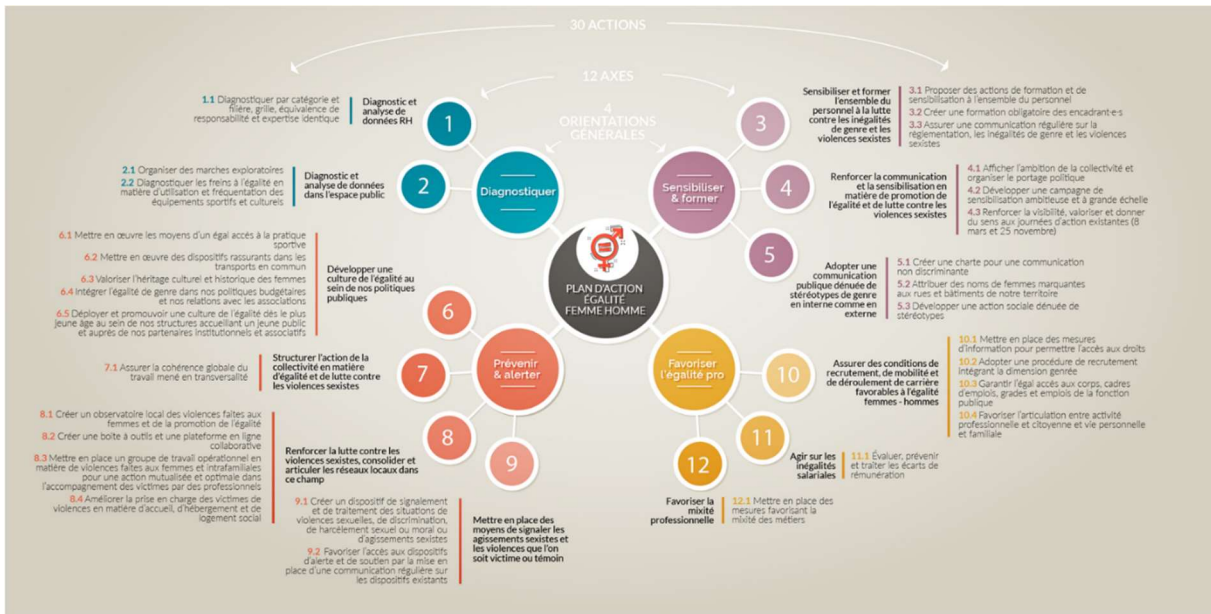 30 ACTIONS
12 AXES
4
ORIENTATIONS
GÉNÉRALES
PLAN D'ACTION
ÉGALITÉ
FEMME HOMME
Diagnostiquer
1
Diagnostic et
analyse de
données RH
1.1 Diagnostiquer par catégorie et
filière, grille, équivalence de
responsabilité et expertise identique
2
Diagnostic et
analyse de données
dans l'espace public
2.1 Organiser des marches exploratoires
2.2 Diagnostiquer les freins à l'égalité en
matière d'utilisation et fréquentation des
équipements sportifs et culturels
Sensibiliser
& former
3
Sensibiliser et former
l'ensemble du
personnel à la lutte
contre les inégalités
de genre et les
violences sexistes
3.1 Proposer des actions de formation et de
sensibilisation à l'ensemble du personnel
3.2 Créer une formation obligatoire des encadrant·e·s
3.3 Assurer une communication régulière sur la
règlementation, les inégalités de genre et les violences
sexistes
4
Renforcer la communication
et la sensibilisation en
matière de promotion de
l'égalité et de lutte contre
les violences sexistes
4.1 Afficher l'ambition de la collectivité et
organiser le portage politique
4.2 Développer une campagne de
sensibilisation ambitieuse et à grande échelle
4.3 Renforcer la visibilité, valoriser et donner
du sens aux journées d'action existantes (8
mars et 25 novembre)
5
Adopter une
communication
publique dénuée de
stéréotypes de genre
en interne comme en
externe
5.1 Créer une charte pour une communication
non discriminante
5.2 Attribuer des noms de femmes marquantes
aux rues et bâtiments de notre territoire
5.3 Développer une action sociale dénuée de
stéréotypes
Prévenir
& alerter
6
Développer une
culture de l'égalité au
sein de nos politiques
publiques
6.1 Mettre en œuvre les moyens d'un égal accès à la pratique
sportive
6.2 Mettre en œuvre des dispositifs rassurants dans les
transports en commun
6.3 Valoriser l'héritage culturel et historique des femmes
6.4 Intégrer l'égalité de genre dans nos politiques budgétaires
et nos relations avec les associations
6.5 Déployer et promouvoir une culture de l'égalité dès le plus
jeune âge au sein de nos structures accueillant un jeune public
et auprès de nos partenaires institutionnels et associatifs
7
Structurer l'action de la
collectivité en matière
d'égalité et de lutte contre
les violences sexistes
7.1 Assurer la cohérence globale du
travail mené en transversalité
8
Renforcer la lutte contre les
violences sexistes, consolider et
articuler les réseaux locaux dans
ce champ
8.1 Créer un observatoire local des violences faites aux
femmes et de la promotion de l'égalité
8.2 Créer une boîte à outils et une plateforme en ligne
collaborative
8.3 Mettre en place un groupe de travail opérationnel en
matière de violences faites aux femmes et intrafamiliales
pour une action mutualisée et optimale dans
l'accompagnement des victimes par des professionnels
8.4 Améliorer la prise en charge des victimes de
violences en matière d'accueil, d'hébergement et de
logement social
9
Mettre en place des
moyens de signaler les
agissements sexistes et
les violences que l'on
soit victime ou témoin
9.1 Créer un dispositif de signalement
et de traitement des situations de
violences sexuelles, de discrimination,
de harcèlement sexuel ou moral ou
d'agissements sexistes
9.2 Favoriser l'accès aux dispositifs
d'alerte et de soutien par la mise en
place d'une communication régulière sur
les dispositifs existants
Favoriser
l'égalité pro
10
Assurer des conditions de
recrutement, de mobilité et
de déroulement de carrière
favorables à l'égalité
femmes - hommes
10.1 Mettre en place des mesures
d'information pour permettre l'accès aux droits
10.2 Adopter une procédure de recrutement
intégrant la dimension genrée
10.3 Garantir l'égal accès aux corps, cadres
d'emplois, grades et emplois de la fonction
publique
10.4 Favoriser l'articulation entre activité
professionnelle et citoyenne et vie personnelle
et familiale
11
Agir sur les
inégalités
salariales
11.1 Évaluer, prévenir
et traiter les écarts de
rémunération
12
Favoriser la
mixité
professionnelle
12.1 Mettre en place des
mesures favorisant la
mixité des métiers